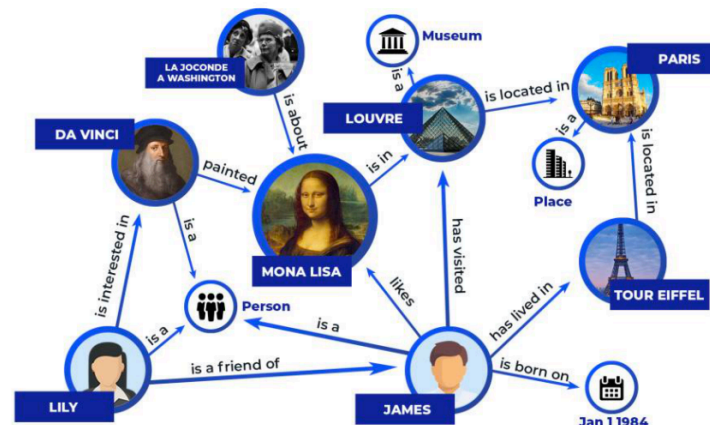 Museum
PARIS
LA JOCONDE
A WASHINGTON
is a
LOUVRE
is located in
is about
is a
is located in
DA VINCI
painted
is in
Place
is interested in
is a
MONA LISA
has visited
TOUR EIFFEL
likes
has lived in
Person
is a
is a
is a friend of
is born on
LILY
JAMES
Jan 1 1984